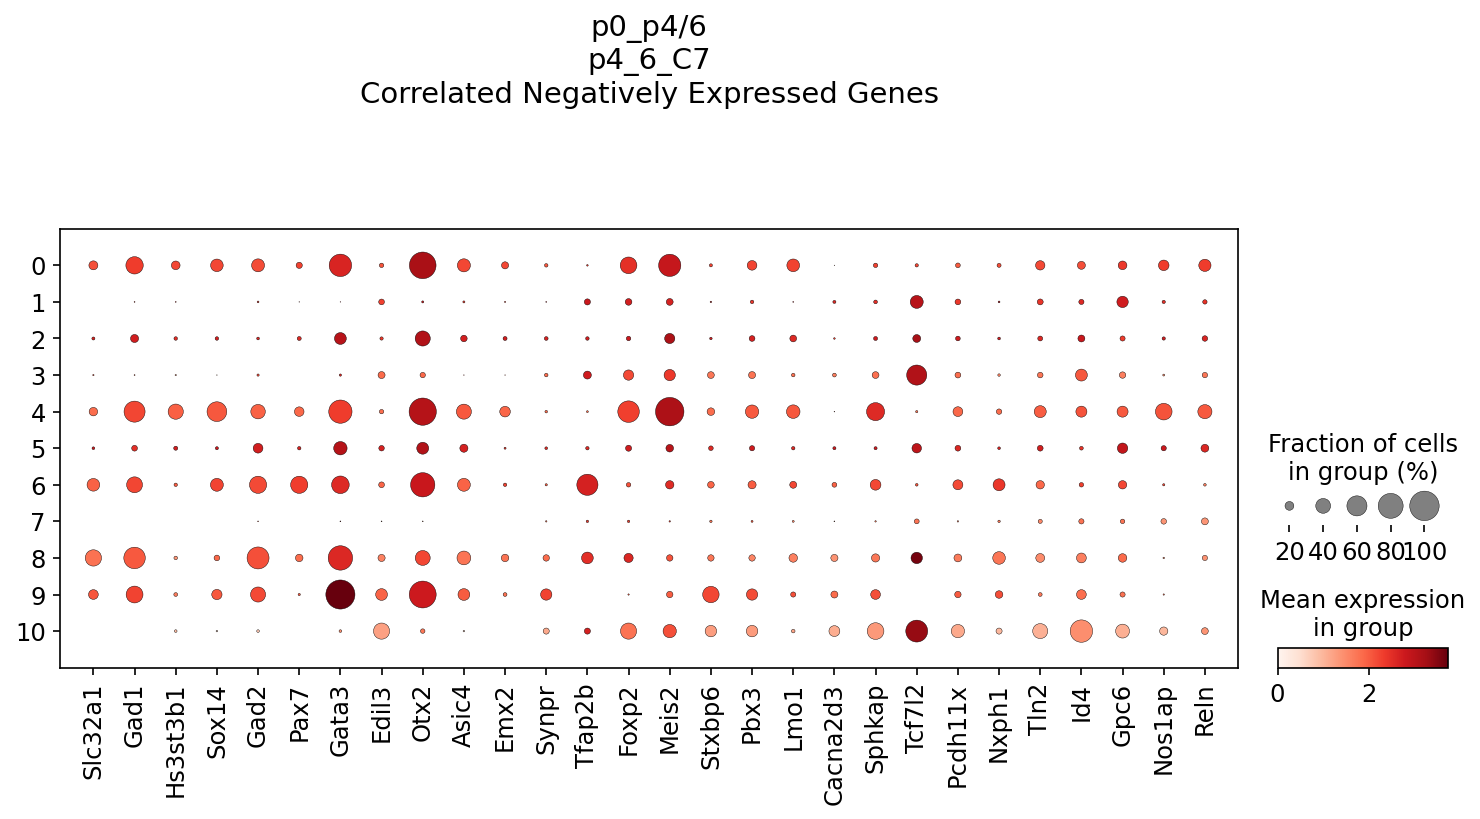 p0_p4/6
p4_6_C7
Correlated Negatively Expressed Genes
0
1
2
3
4
5
6
7
8
9
10
Slc32a1
Gad1
Hs3st3b1
Sox14
Gad2
Pax7
Gata3
Edil3
Otx2
Asic4
Emx2
Synpr
Tfap2b
Foxp2
Meis2
Stxbp6
Pbx3
Lmo1
Cacna2d3
Sphkap
Tcf7l2
Pcdh11x
Nxph1
Tln2
Id4
Gpc6
Nos1ap
Reln
Fraction of cells
in group (%)
20 40 60 80 100
Mean expression
in group
0 2